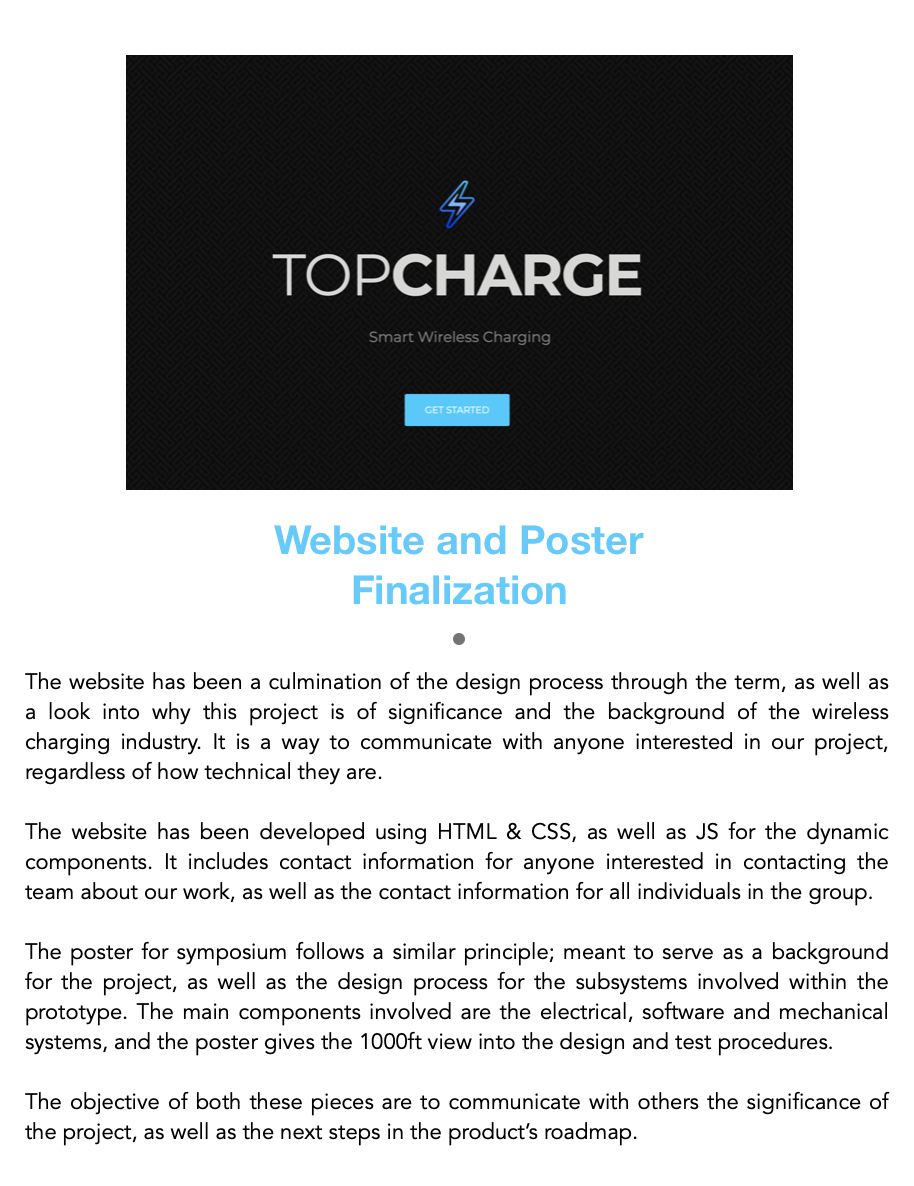 TOPCHARGE
Smart Wireless Charging
GET STARTED
Website and Poster
Finalization
The website has been a culmination of the design process through the term, as well as
a look into why this project is of significance and the background of the wireless
charging industry. It is a way to communicate with anyone interested in our project,
regardless of how technical they are.
The website has been developed using HTML & CSS, as well as JS for the dynamic
components. It includes contact information for anyone interested in contacting the
team about our work, as well as the contact information for all individuals in the group.
The poster for symposium follows a similar principle; meant to serve as a background
for the project, as well as the design process for the subsystems involved within the
prototype. The main components involved are the electrical, software and mechanical
systems, and the poster gives the 1000ft view into the design and test procedures.
The objective of both these pieces are to communicate with others the significance of
the project, as well as the next steps in the product’s roadmap.